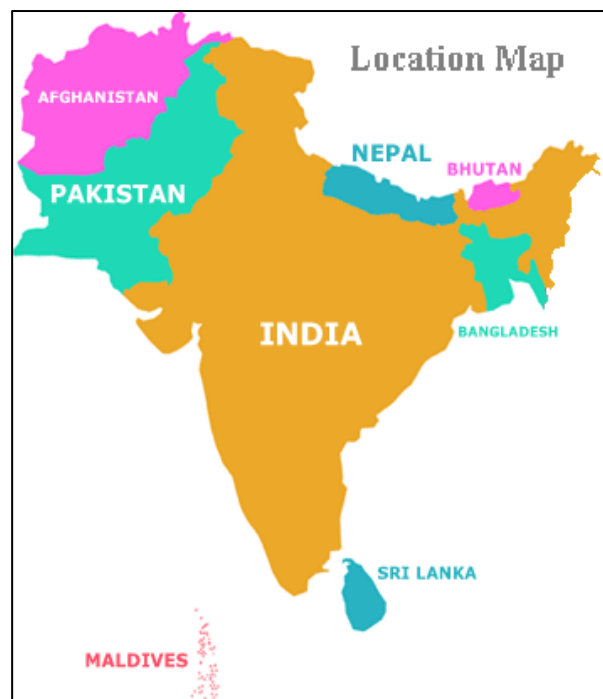 Location Map
AFGHANISTAN
NEPAL
BHUTAN
PAKISTAN
INDIA
BANGLADESH
SRI LANKA
MALDIVES